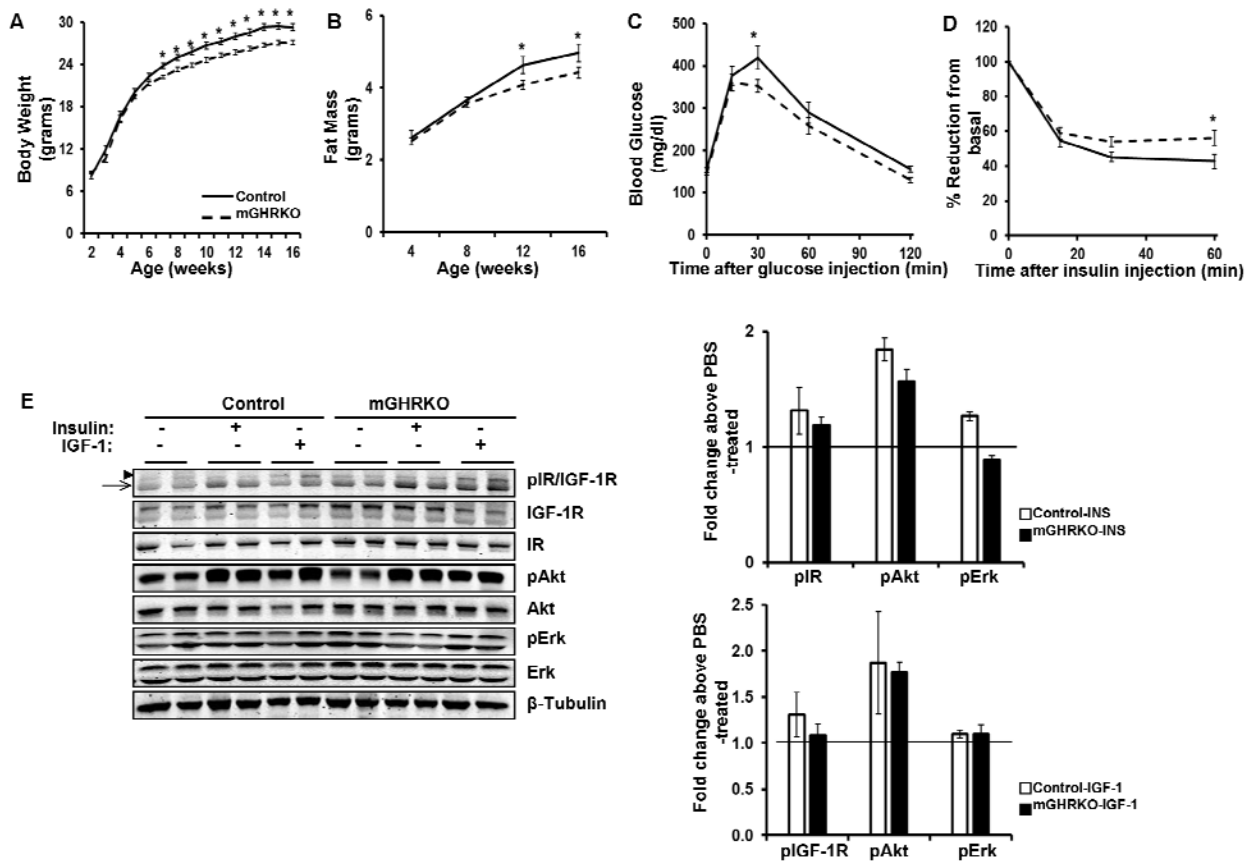 A
* * * * * * * * * *
30
24
18
12
6
0
Body Weight
(grams)
Control
mGHRKO
2 4 6 8 10 12 14 16
Age (weeks)
B
* *
6
4
2
0
Fat Mass
(grams)
4 8 12 16
Age (weeks)
C
*
500
400
300
200
100
0
Blood Glucose
(mg/dl)
0 30 60 90 120
Time after glucose injection (min)
D
*
120
100
80
60
40
20
0
% Reduction from
basal
0 20 40 60
Time after insulin injection (min)
E
Control mGHRKO
Insulin: - + - +
IGF-1: - + - +
pIR/IGF-1R
IGF-1R
IR
pAkt
Akt
pErk
Erk
β-Tubulin
2
1
0
Fold change above PBS
-treated
Control-INS
mGHRKO-INS
pIR pAkt pErk
2.5
2.0
1.5
1.0
0.5
0.0
Fold change above PBS
-treated
Control-IGF-1
mGHRKO-IGF-1
pIGF-1R pAkt pErk